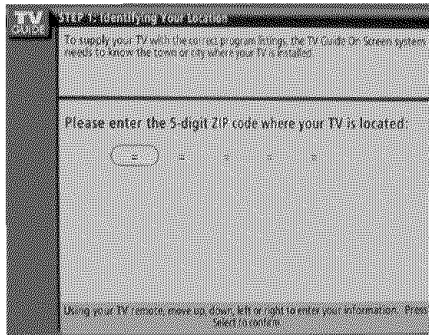 TV
GUIDE
STEP 1: Identifying Your Location
To supply your TV with the correct program listings, the TV Guide On Screen system
needs to know the town or city where your TV is installed.
Please enter the 5-digit ZIP code where your TV is located:
= = = = =
Using your TV remote, move up, down, left or right to enter your information. Press
Select to confirm.